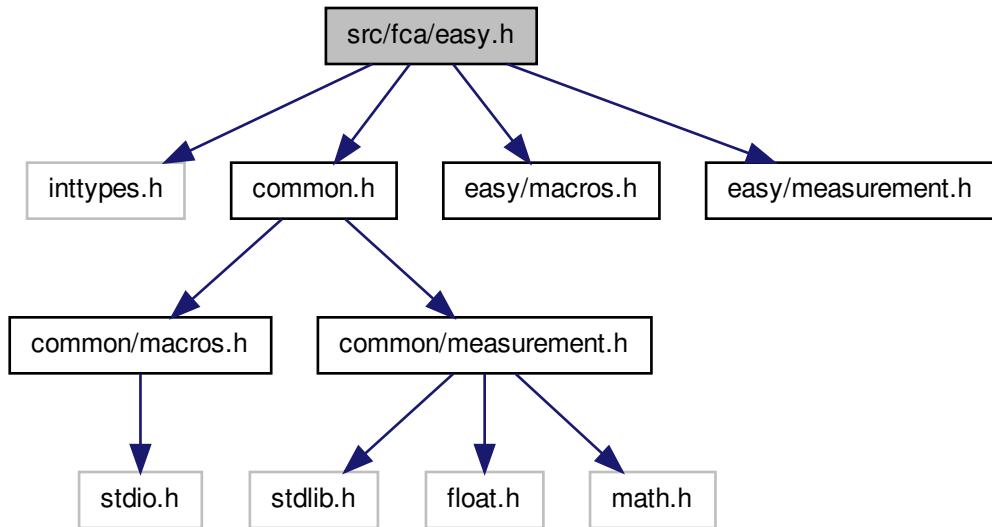 src/fca/easy.h
inttypes.h
common.h
easy/macros.h
easy/measurement.h
common/macros.h
common/measurement.h
stdio.h
stdlib.h
float.h
math.h